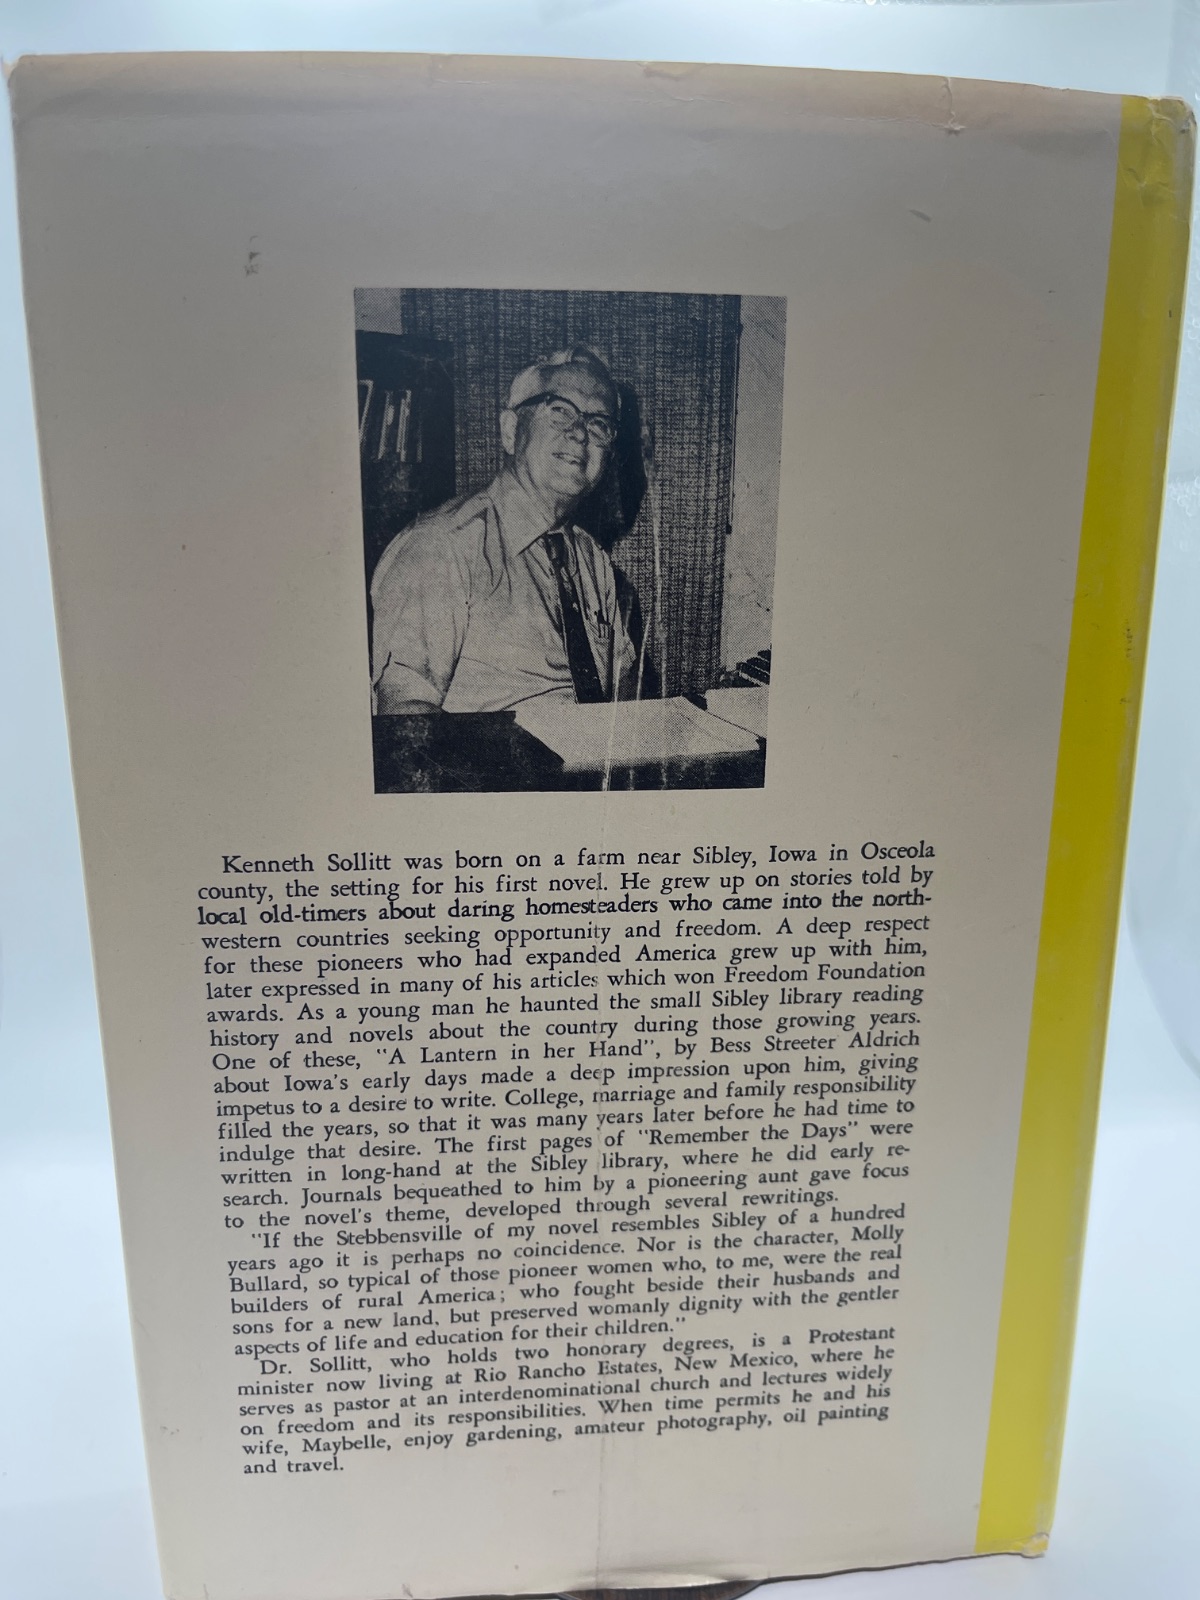 Kenneth Sollitt was born on a farm near Sibley, Iowa in Osceola
county, the setting for his first novel. He grew up on stories told by
local old-timers about daring homesteaders who came into the north-
western countries seeking opportunity and freedom. A deep respect
for these pioneers who had expanded America grew up with him,
later expressed in many of his articles which won Freedom Foundation
awards. As a young man he haunted the small Sibley library reading
history and novels about the country during those growing years.
One of these, "A Lantern in her Hand", by Bess Streeter Aldrich
about Iowa's early days made a deep impression upon him, giving
impetus to a desire to write. College, marriage and family responsibility
filled the years, so that it was many years later before he had time to
indulge that desire. The first pages of "Remember the Days" were
written in long-hand at the Sibley library, where he did early re-
search. Journals bequeathed to him by a pioneering aunt gave focus
to the novel's theme, developed through several rewritings.
"If the Stebbensville of my novel resembles Sibley of a hundred
years ago it is perhaps no coincidence. Nor is the character, Molly
Bullard, so typical of those pioneer women who, to me, were the real
builders of rural America; who fought beside their husbands and
sons for a new land, but preserved womanly dignity with the gentler
aspects of life and education for their children."
Dr. Sollitt, who holds two honorary degrees, is a Protestant
minister now living at Rio Rancho Estates, New Mexico, where he
serves as pastor at an interdenominational church and lectures widely
on freedom and its responsibilities. When time permits he and his
wife, Maybelle, enjoy gardening, amateur photography, oil painting
and travel.